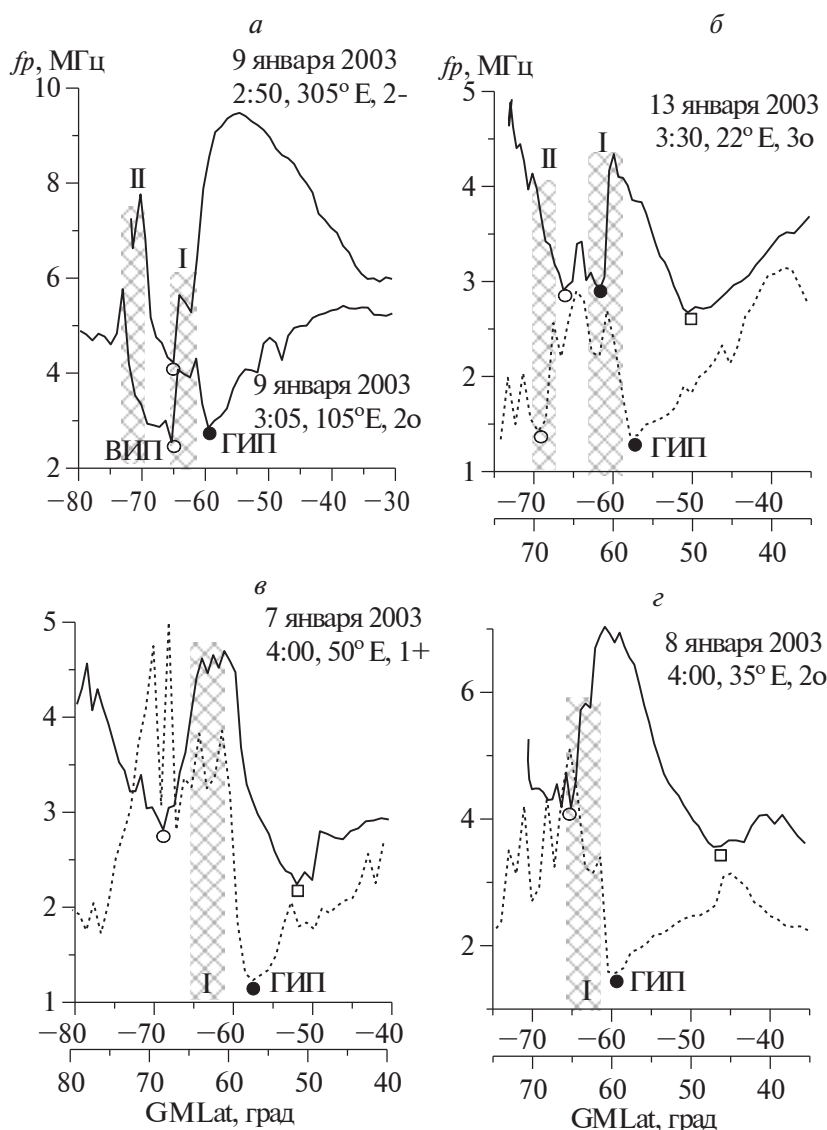 а
fp, МГц
9 января 2003
2:50, 305° E, 2-
10
8
6
4
2
II
I
9 января 2003
3:05, 105°E, 2о
ВИП
ГИП
−80 −70 −60 −50 −40 −30
б
fp, МГц
13 января 2003
3:30, 22° E, 3о
5
4
3
2
1
II
I
ГИП
−70 −60 −50 −40
70 60 50 40
в
7 января 2003
4:00, 50° E, 1+
5
4
3
2
1
I
ГИП
−80 −70 −60 −50 −40
80 70 60 50 40
GMLat, град
г
8 января 2003
4:00, 35° E, 2о
6
4
2
I
ГИП
−70 −60 −50 −40
70 60 50 40
GMLat, град